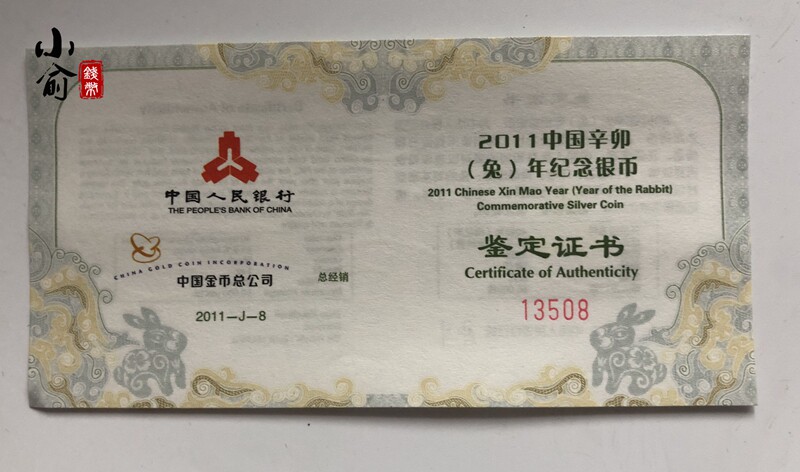 小俞
錢幣
中国人民银行
THE PEOPLE'S BANK OF CHINA
CHINA GOLD COIN INCORPORATION
中国金币总公司
总经销
2011—J—8
2011中国辛卯
（兔）年纪念银币
2011 Chinese Xin Mao Year (Year of the Rabbit)
Commemorative Silver Coin
鉴定证书
Certificate of Authenticity
13508